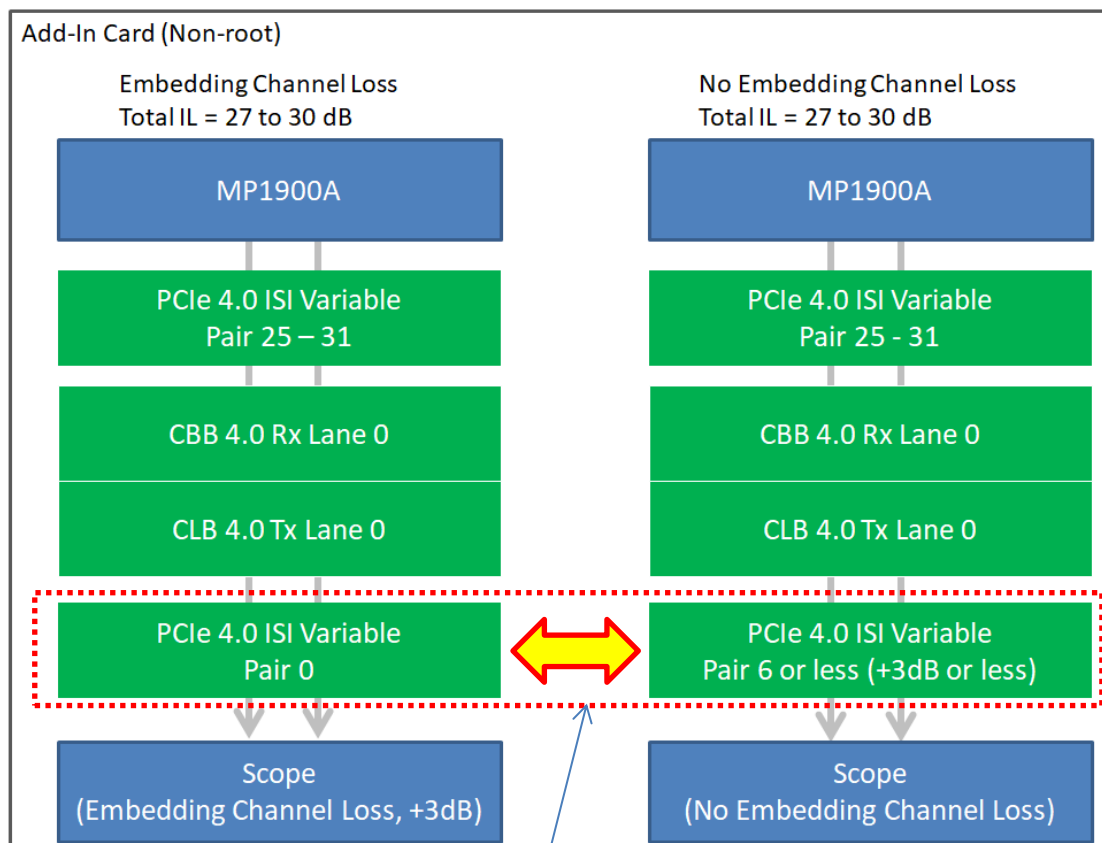 Add-In Card (Non-root)
Embedding Channel Loss
Total IL = 27 to 30 dB
MP1900A
PCIe 4.0 ISI Variable
Pair 25 – 31
CBB 4.0 Rx Lane 0
CLB 4.0 Tx Lane 0
PCIe 4.0 ISI Variable
Pair 0
Scope
(Embedding Channel Loss, +3dB)
No Embedding Channel Loss
Total IL = 27 to 30 dB
MP1900A
PCIe 4.0 ISI Variable
Pair 25 - 31
CBB 4.0 Rx Lane 0
CLB 4.0 Tx Lane 0
PCIe 4.0 ISI Variable
Pair 6 or less (+3dB or less)
Scope
(No Embedding Channel Loss)